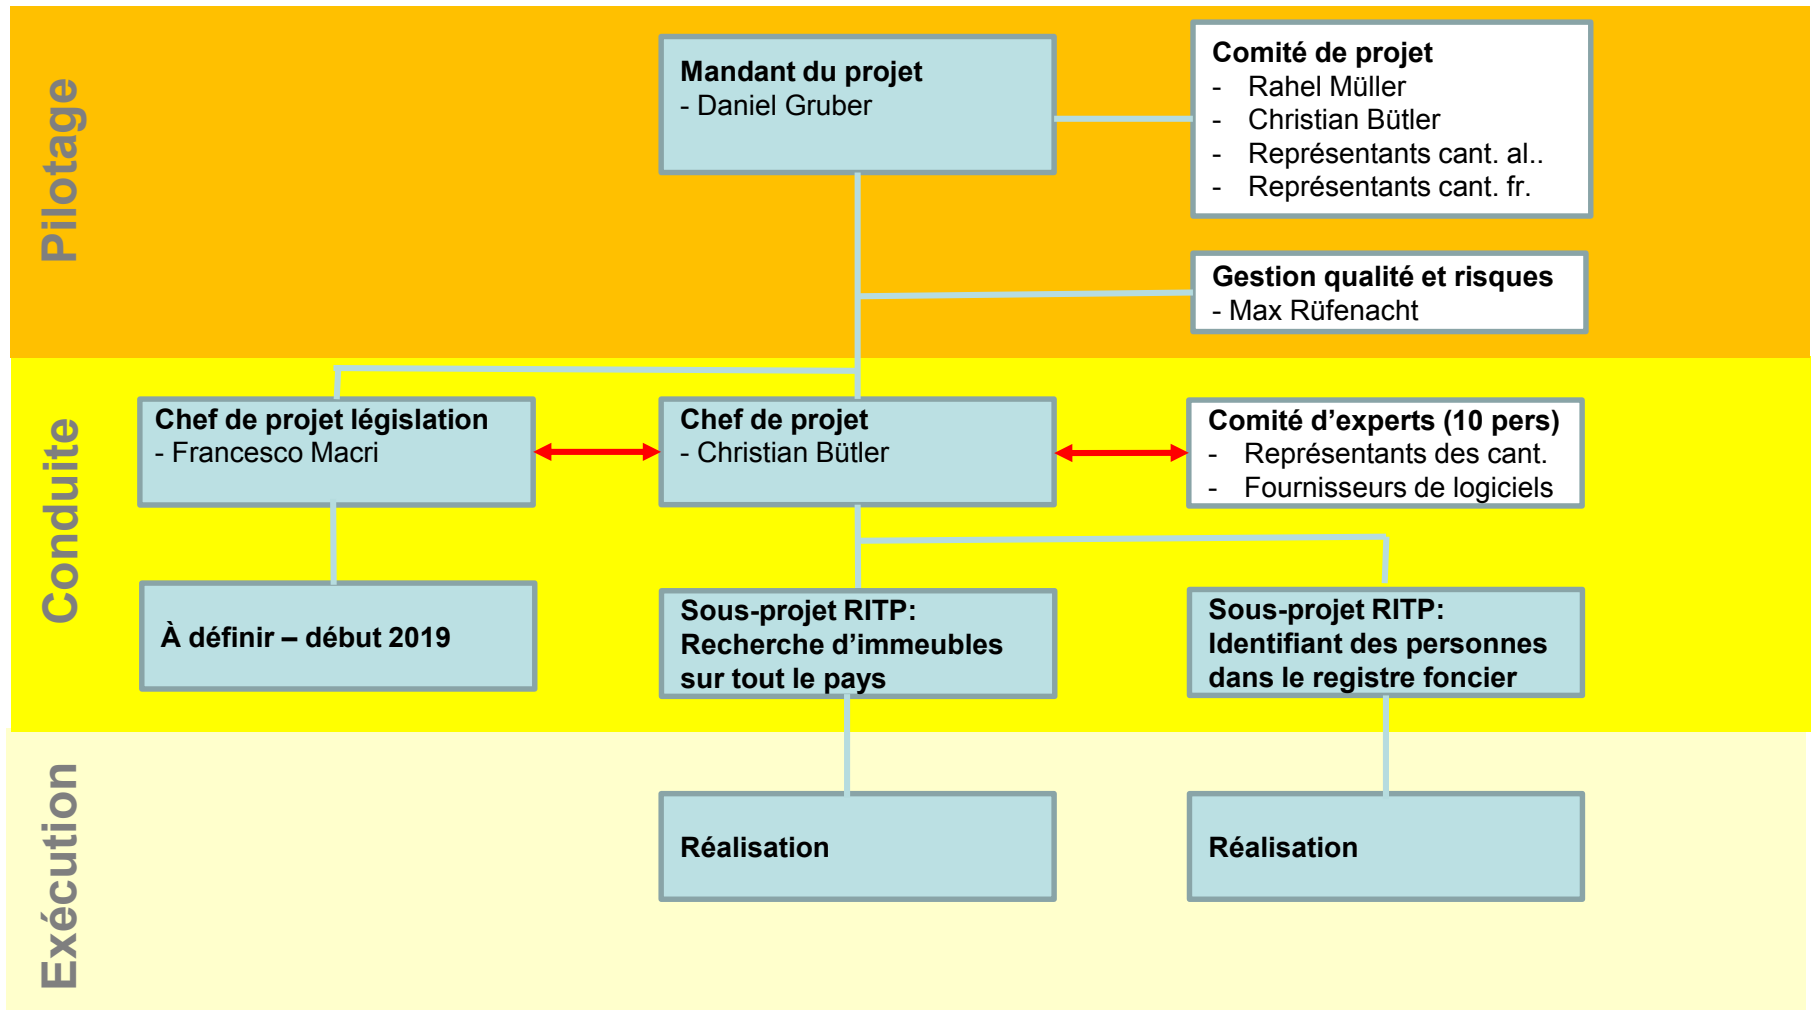 Pilotage
Mandant du projet
- Daniel Gruber
Comité de projet
- Rahel Müller
- Christian Bütler
- Représentants cant. al..
- Représentants cant. fr.
Gestion qualité et risques
- Max Rüfenacht
Conduite
Chef de projet législation
- Francesco Macri
Chef de projet
- Christian Bütler
Comité d’experts (10 pers)
- Représentants des cant.
- Fournisseurs de logiciels
À définir – début 2019
Sous-projet RITP:
Recherche d’immeubles
sur tout le pays
Sous-projet RITP:
Identifiant des personnes
dans le registre foncier
Exécution
Réalisation
Réalisation